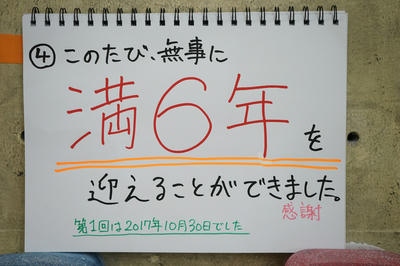 ④このたび、無事に
満6年を
迎えることができました。
感謝
第1回は2017年10月30日でした